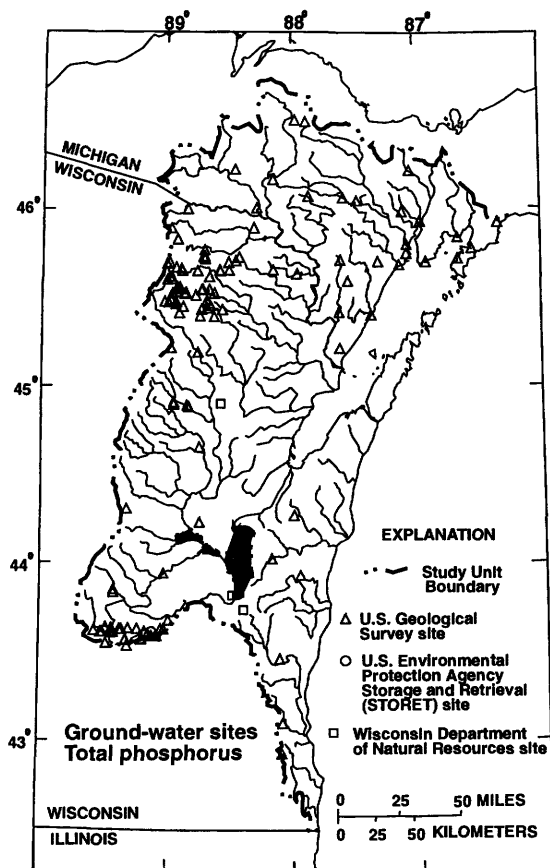 89° 88° 87°
MICHIGAN
WISCONSIN
46°
45°
44°
43°
EXPLANATION
Study Unit
Boundary
U.S. Geological
Survey site
U.S. Environmental
Protection Agency
Storage and Retrieval
(STORET) site
Wisconsin Department
of Natural Resources site
Ground-water sites
Total phosphorus
0 25 50 MILES
0 25 50 KILOMETERS
WISCONSIN
ILLINOIS